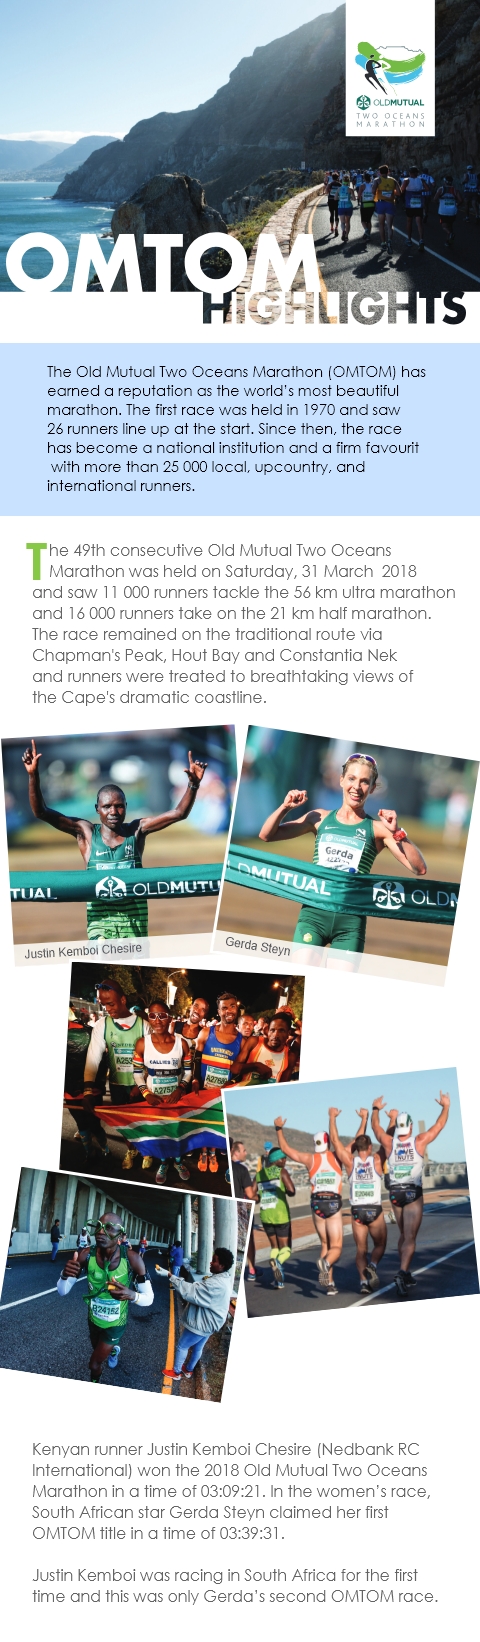 OLDMUTUAL
TWO OCEANS
MARATHON
OMTOM
HIGHLIGHTS
The Old Mutual Two Oceans Marathon (OMTOM) has
earned a reputation as the world's most beautiful
marathon. The first race was held in 1970 and saw
26 runners line up at the start. Since then, the race
has become a national institution and a firm favourit
with more than 25 000 local, upcountry, and
international runners.
The 49th consecutive Old Mutual Two Oceans
Marathon was held on Saturday, 31 March 2018
and saw 11 000 runners tackle the 56 km ultra marathon
and 16 000 runners take on the 21 km half marathon.
The race remained on the traditional route via
Chapman's Peak, Hout Bay and Constantia Nek
and runners were treated to breathtaking views of
the Cape's dramatic coastline.
Gerda
TUAL OLDMUTU
DMUTUAL OLD
Justin Kemboi Chesire
Gerda Steyn
CALLIES
LOVE
NUTS
LOVE
NUTS
B24162
Kenyan runner Justin Kemboi Chesire (Nedbank RC
International) won the 2018 Old Mutual Two Oceans
Marathon in a time of 03:09:21. In the women's race,
South African star Gerda Steyn claimed her first
OMTOM title in a time of 03:39:31.
Justin Kemboi was racing in South Africa for the first
time and this was only Gerda's second OMTOM race.